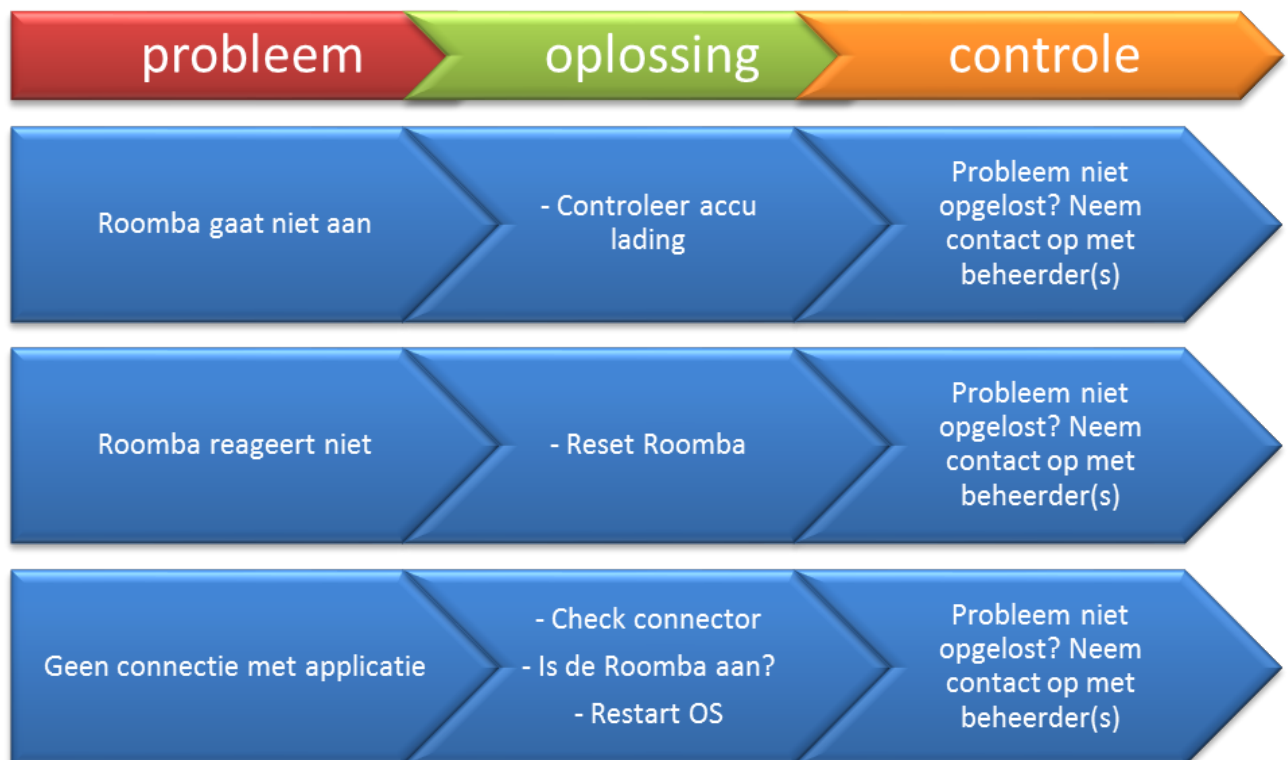 probleem
oplossing
controle
Roomba gaat niet aan
- Controleer accu
lading
Probleem niet
opgelost? Neem
contact op met
beheerder(s)
Roomba reageert niet
- Reset Roomba
Probleem niet
opgelost? Neem
contact op met
beheerder(s)
Geen connectie met applicatie
- Check connector
- Is de Roomba aan?
- Restart OS
Probleem niet
opgelost? Neem
contact op met
beheerder(s)